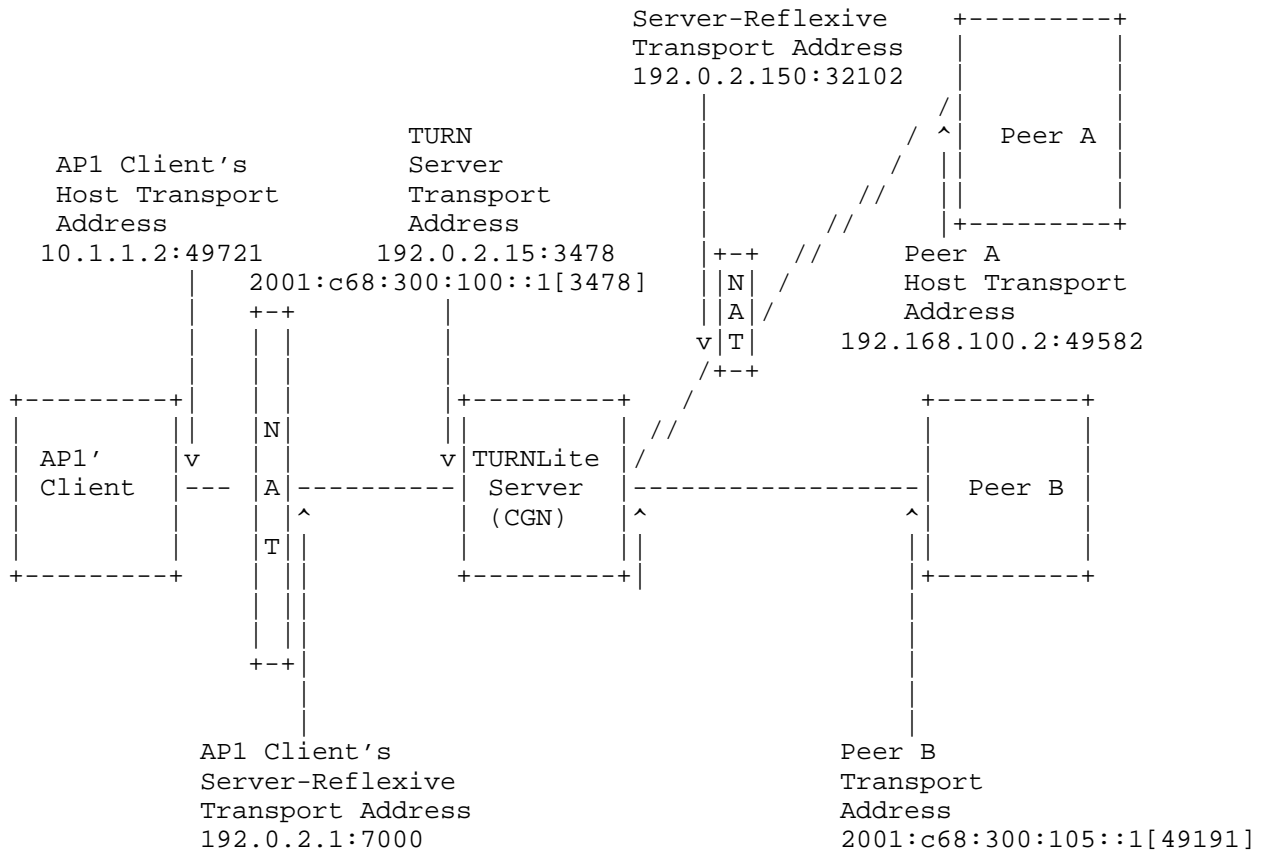 Server-Reflexive
Transport Address
192.0.2.150:32102
TURN
Server
Transport
Address
192.0.2.15:3478
2001:c68:300:100::1[3478]
AP1 Client's
Host Transport
Address
10.1.1.2:49721
Peer A
Peer A
Host Transport
Address
192.168.100.2:49582
N
A
T
N
A
T
AP1'
Client
TURNLite
Server
(CGN)
Peer B
AP1 Client's
Server-Reflexive
Transport Address
192.0.2.1:7000
Peer B
Transport
Address
2001:c68:300:105::1[49191]